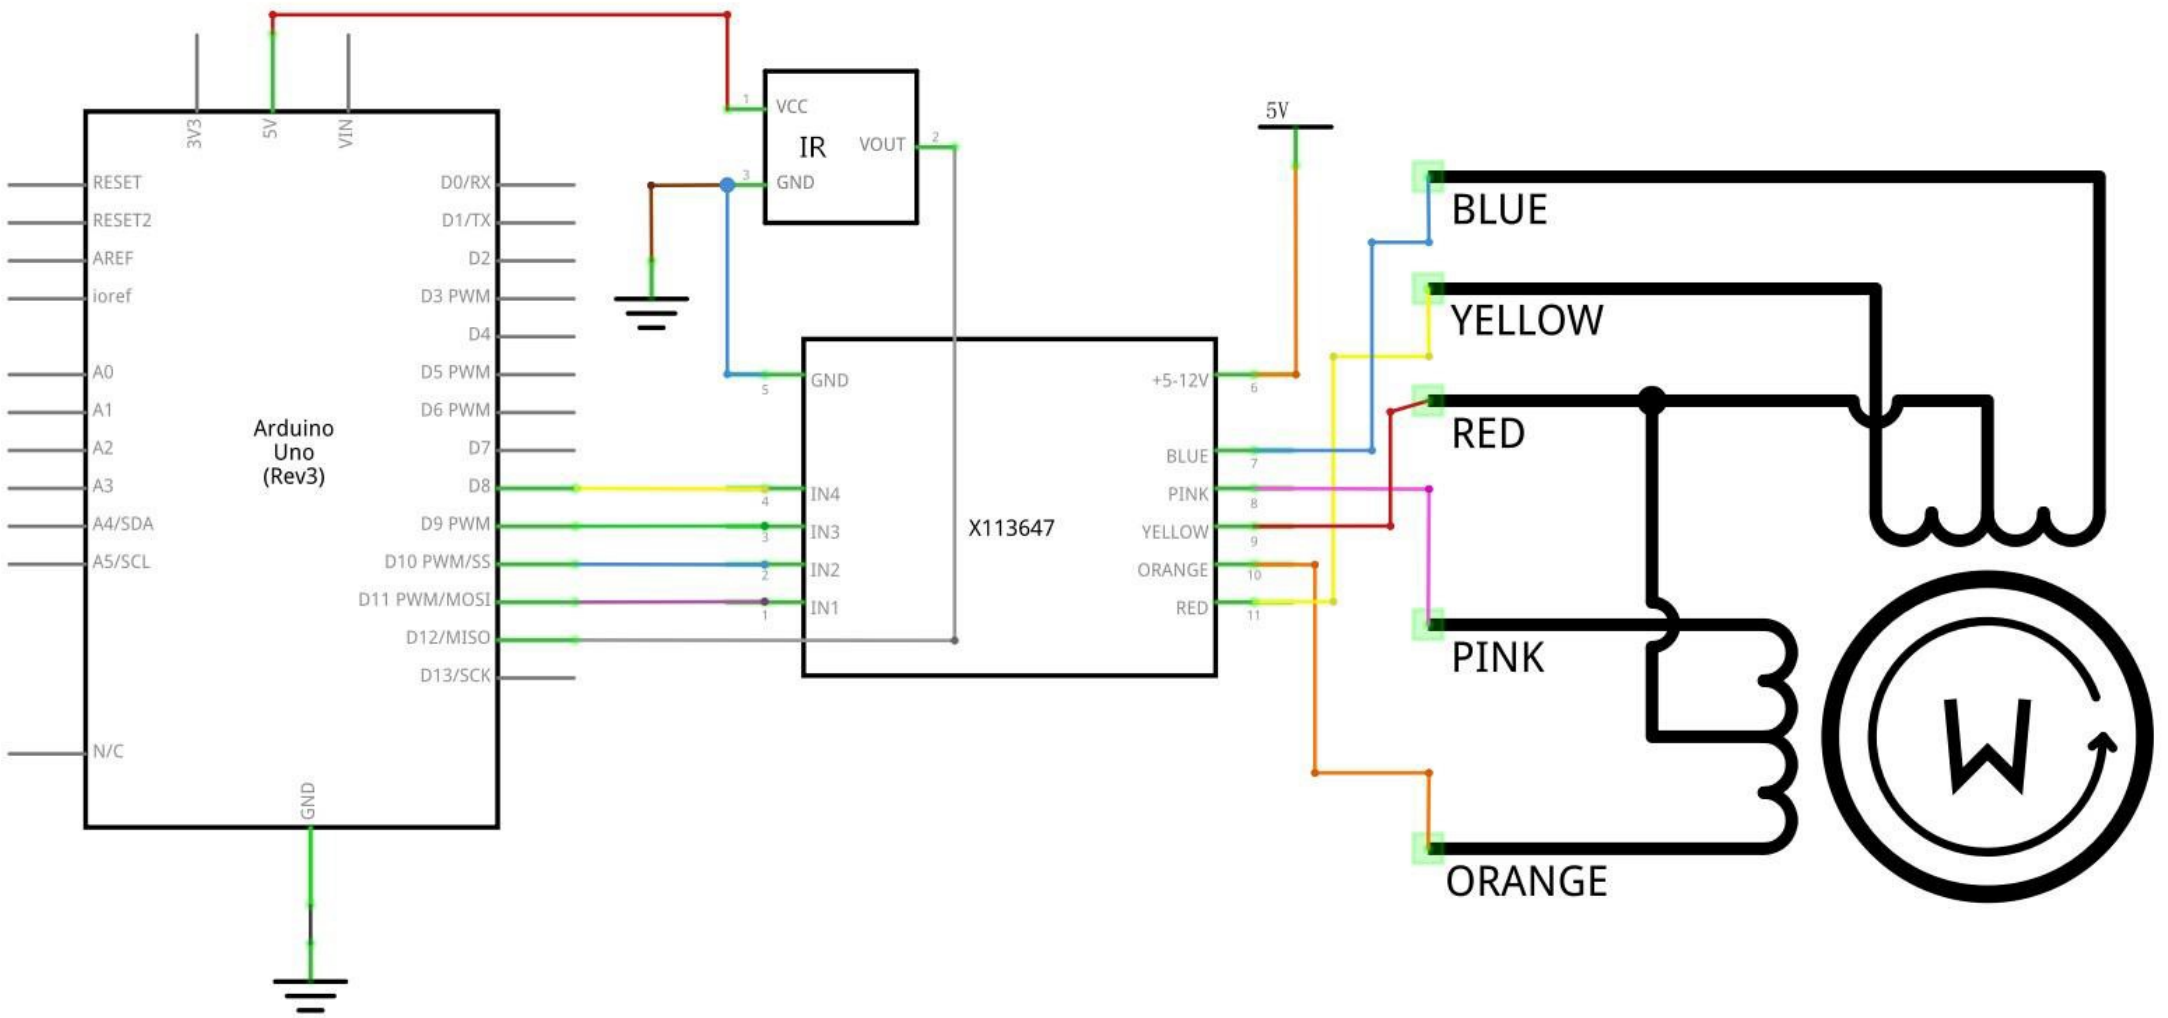 3V3
5V
VIN
RESET
RESET2
AREF
ioref
A0
A1
A2
A3
A4/SDA
A5/SCL
N/C
Arduino
Uno
(Rev3)
D0/RX
D1/TX
D2
D3 PWM
D4
D5 PWM
D6 PWM
D7
D8
D9 PWM
D10 PWM/SS
D11 PWM/MOSI
D12/MISO
D13/SCK
GND
1
VCC
IR
VOUT
2
3
GND
5V
5
GND
4
IN4
3
IN3
2
IN2
1
IN1
X113647
+5-12V
6
BLUE
7
PINK
8
YELLOW
9
ORANGE
10
RED
11
BLUE
YELLOW
RED
PINK
ORANGE
M